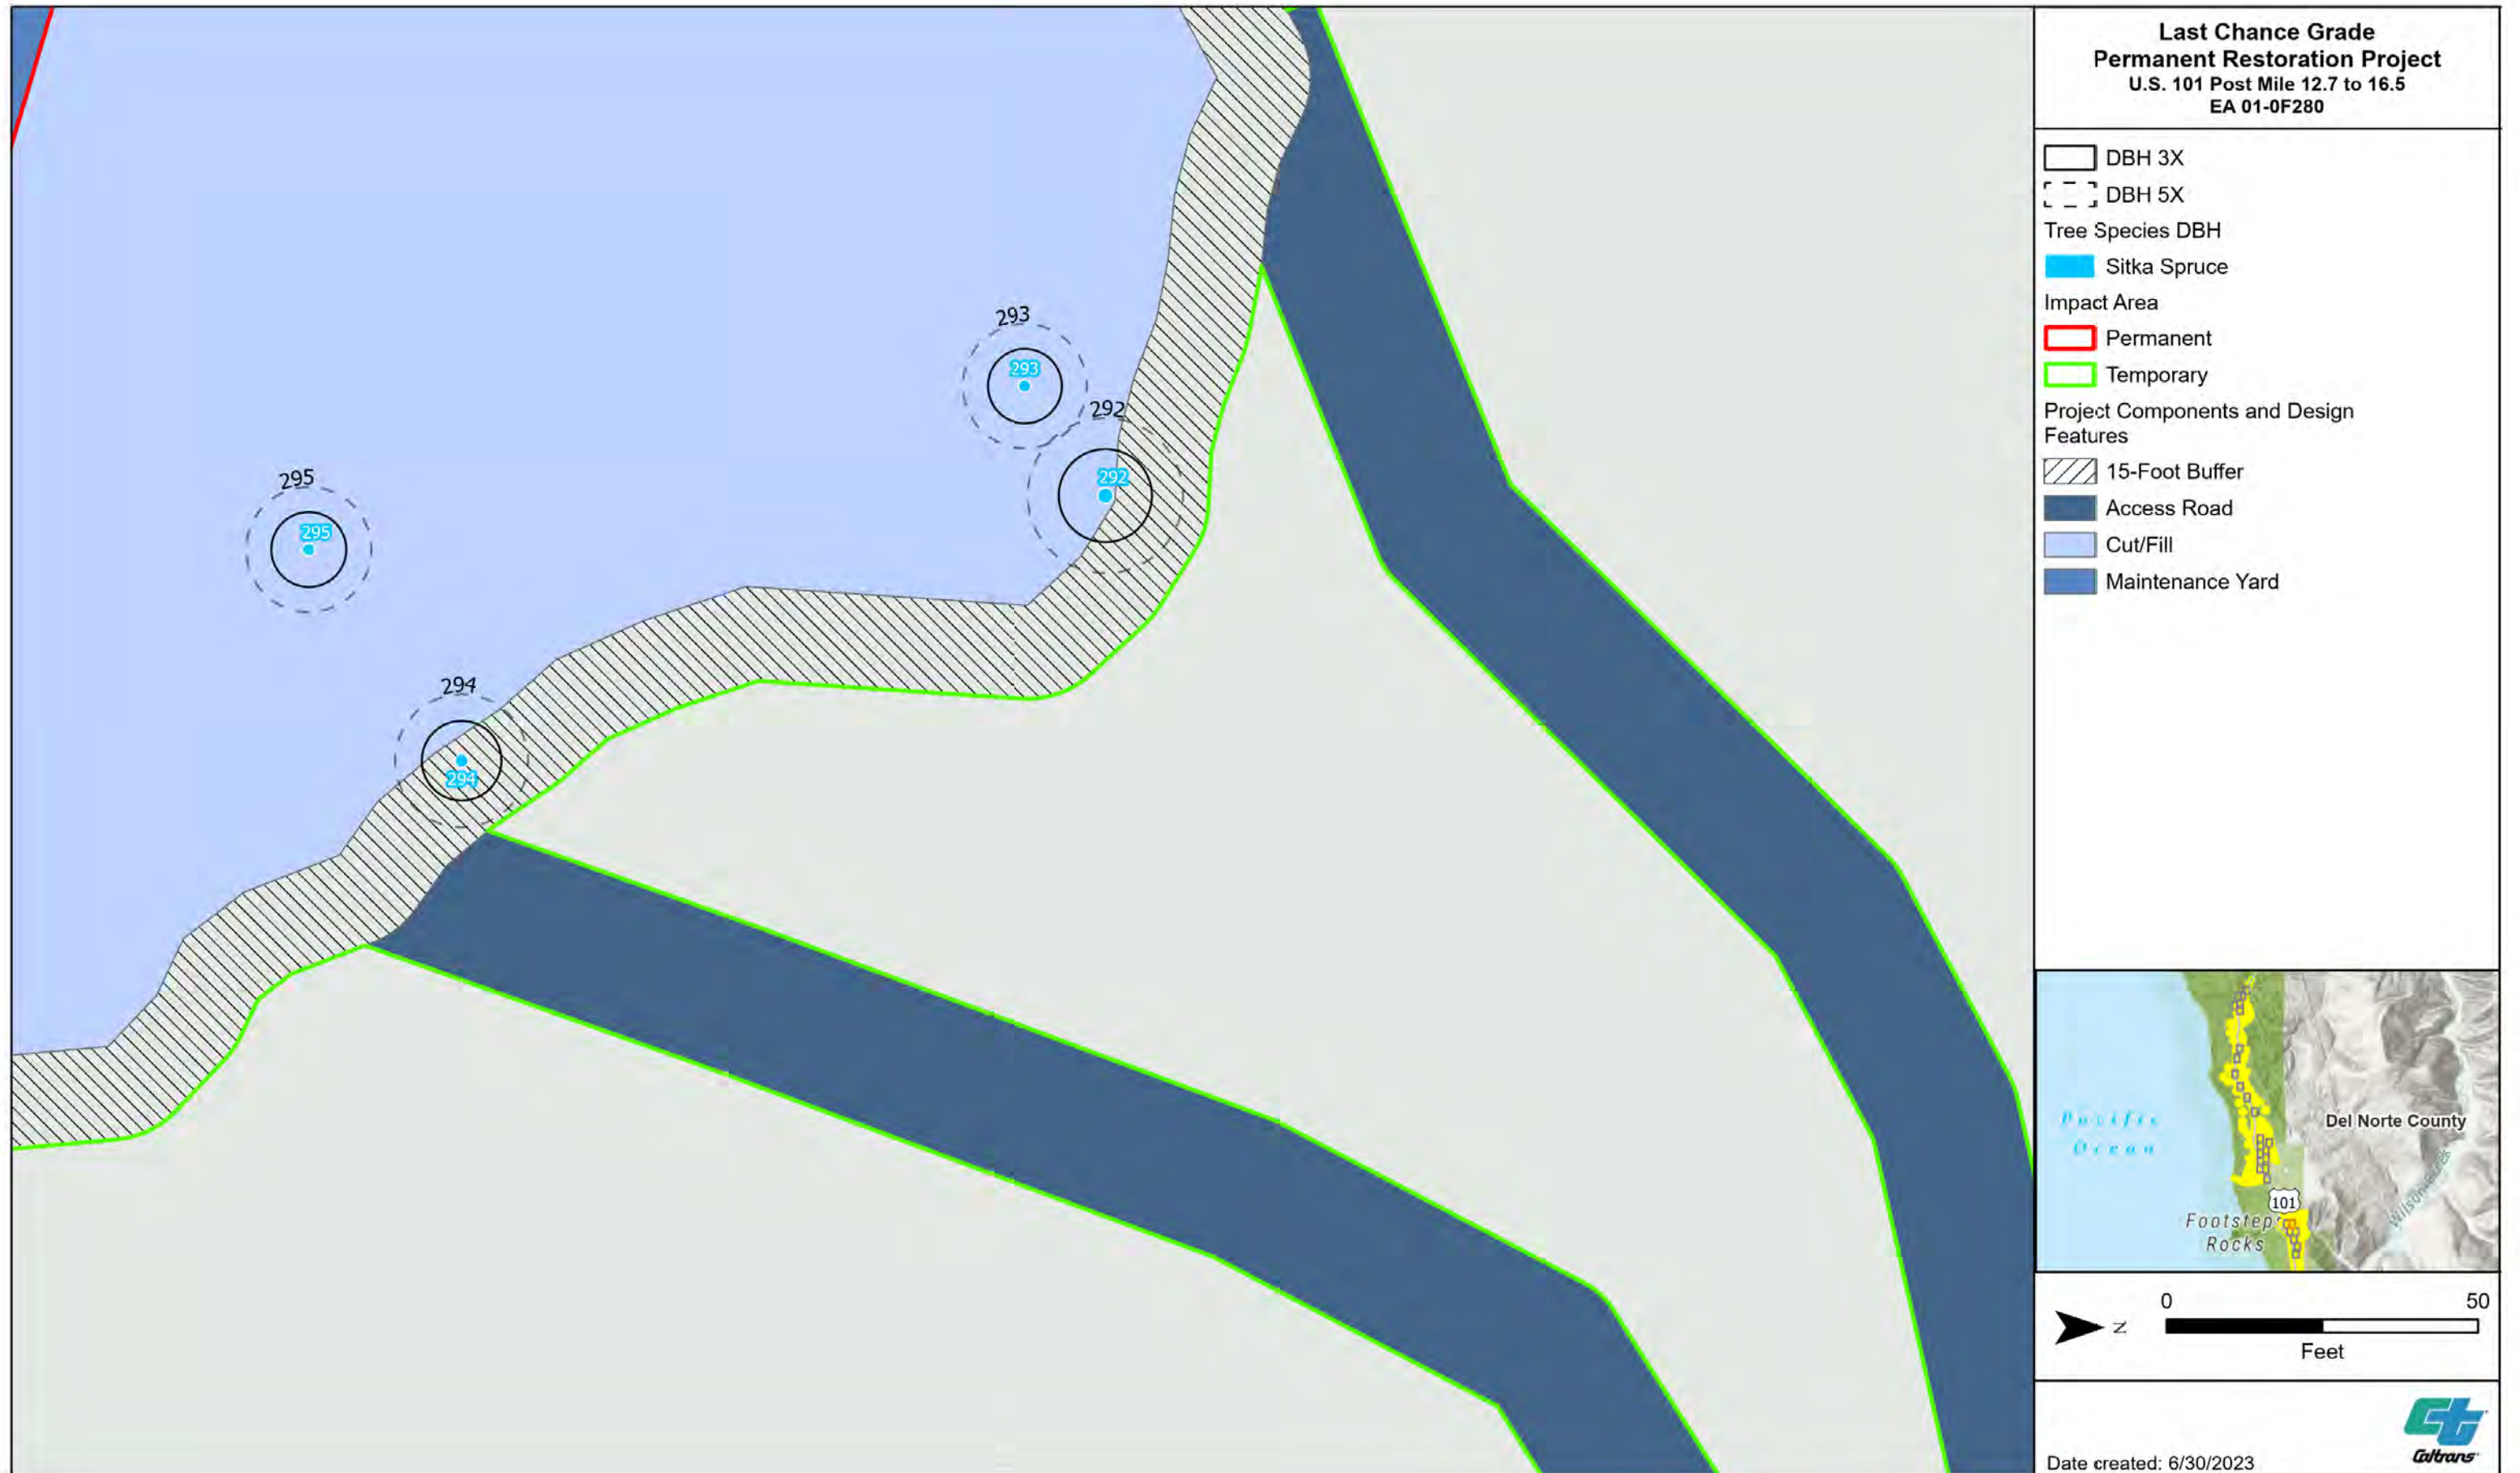 Last Chance Grade
Permanent Restoration Project
U.S. 101 Post Mile 12.7 to 16.5
EA 01-0F280
DBH 3X
DBH 5X
Tree Species DBH
Sitka Spruce
Impact Area
Permanent
Temporary
Project Components and Design
Features
15-Foot Buffer
Access Road
Cut/Fill
Maintenance Yard
293
293
292
292
295
295
294
294
Pacific
Ocean
Del Norte County
Wilson Creek
101
Footsteps
Rocks
0 50
N
Feet
Caltrans
Date created: 6/30/2023